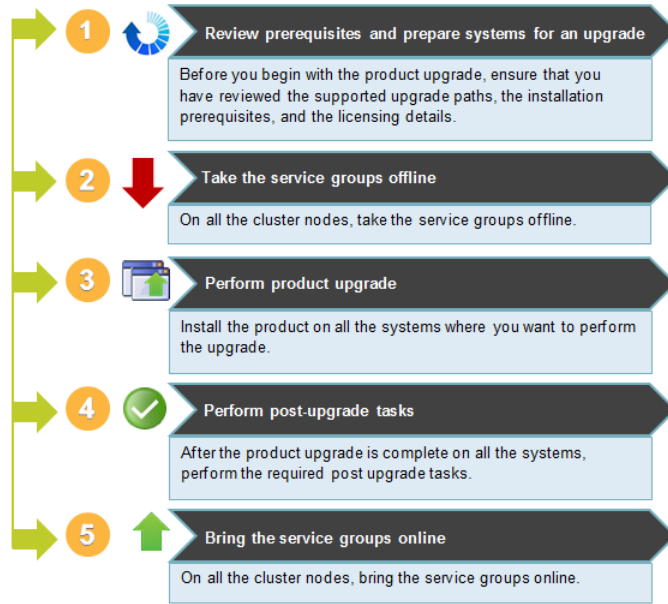 1
Review prerequisites and prepare systems for an upgrade
Before you begin with the product upgrade, ensure that you
have reviewed the supported upgrade paths, the installation
prerequisites, and the licensing details.
2
Take the service groups offline
On all the cluster nodes, take the service groups offline.
3
Perform product upgrade
Install the product on all the systems where you want to perform
the upgrade.
4
Perform post-upgrade tasks
After the product upgrade is complete on all the systems,
perform the required post upgrade tasks.
5
Bring the service groups online
On all the cluster nodes, bring the service groups online.